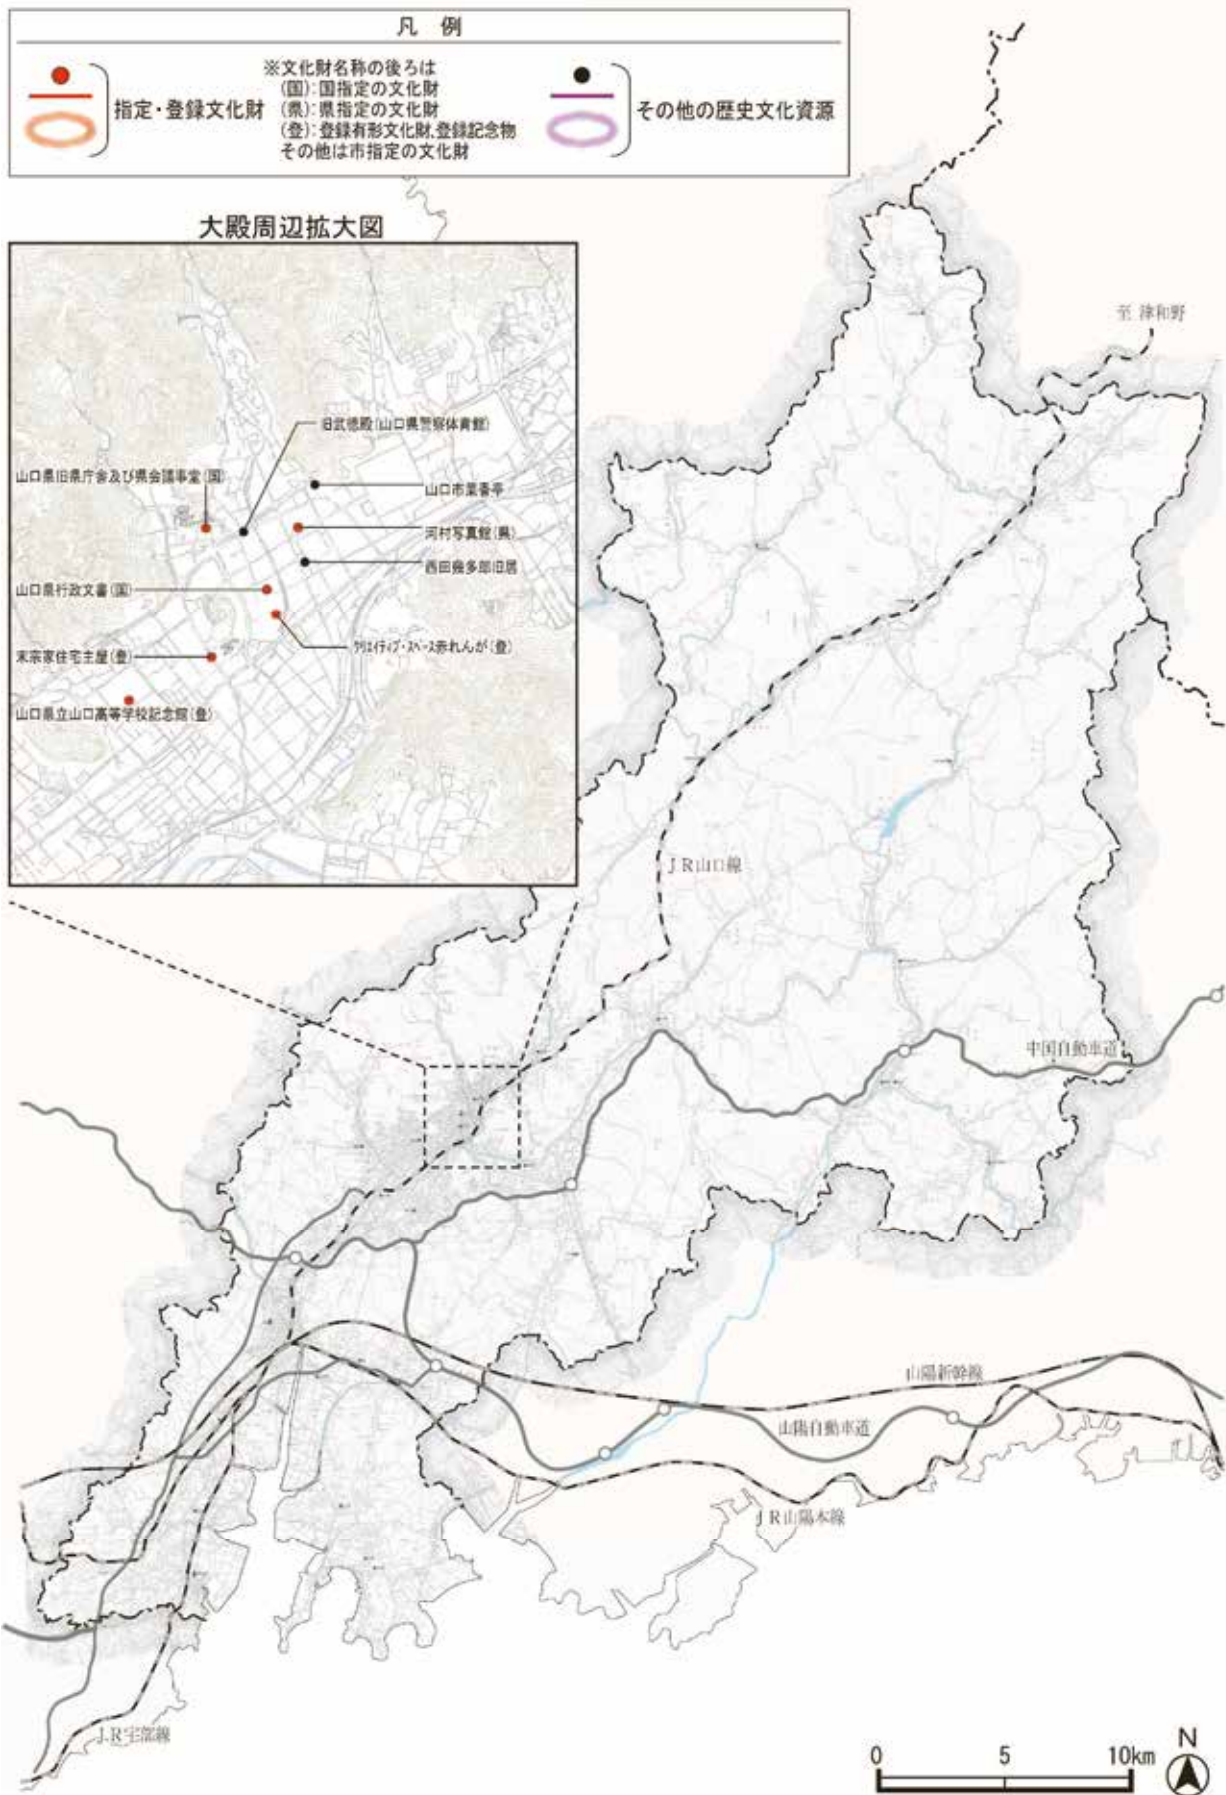 凡 例
指定・登録文化財
※文化財名称の後ろは
(国):国指定の文化財
(県):県指定の文化財
(登):登録有形文化財、登録記念物
その他は市指定の文化財
その他の歴史文化資源
大殿周辺拡大図
至 津和野
旧武徳殿(山口県警察体育館)
山口県旧県庁舎及び県会議事堂(国)
山口市菜香亭
河村写真館(県)
西田幾多郎旧居
山口県行政文書(国)
クリエイティブ・スペース赤れんが(登)
末宗家住宅主屋(登)
山口県立山口高等学校記念館(登)
JR山口線
中国自動車道
山陽新幹線
山陽自動車道
JR山陽本線
JR宇部線
0 5 10km
N